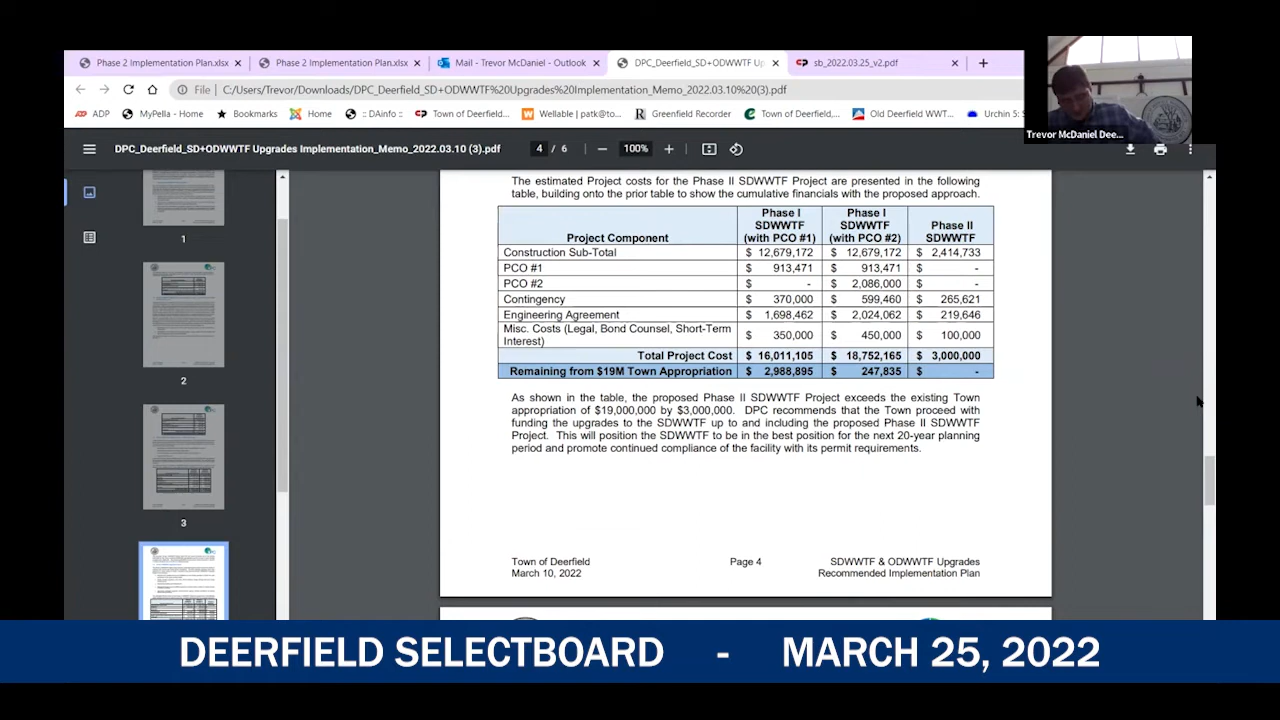 Phase 2 Implementation Plan.xlsx
Phase 2 Implementation Plan.xlsx
Mail - Trevor McDaniel - Outlook
DPC_Deerfield_SD+ODWWTF Up
sb_2022.03.25_v2.pdf
File
C:/Users/Trevor/Downloads/DPC_Deerfield_SD+ODWWTF%20Upgrades%20Implementation_Memo_2022.03.10%20(3).pdf
ADP
MyPella - Home
Bookmarks
Home
:: DAinfo ::
Town of Deerfield...
Wellable | patk@to...
Greenfield Recorder
Town of Deerfield,...
Old Deerfield WWT...
Urchin 5:
Trevor McDaniel Dee...
DPC_Deerfield_SD+ODWWTF Upgrades Implementation_Memo_2022.03.10 (3).pdf
4 / 6
100%
1
2
3
The estimated Project costs for the Phase II SDWWTF Project are presented in the following
table, building onto the prior table to show the cumulative financials with the proposed approach.
Project Component
Phase I SDWWTF (with PCO #1)
Phase I SDWWTF (with PCO #2)
Phase II SDWWTF
Construction Sub-Total $ 12,679,172 $ 12,679,172 $ 2,414,733
PCO #1 $ 913,471 $ 913,471 $ -
PCO #2 $ - $ 2,086,000 $ -
Contingency $ 370,000 $ 599,460 $ 265,621
Engineering Agreement $ 1,698,462 $ 2,024,062 $ 219,646
Misc. Costs (Legal, Bond Counsel, Short-Term
Interest) $ 350,000 $ 450,000 $ 100,000
Total Project Cost $ 16,011,105 $ 18,752,165 $ 3,000,000
Remaining from $19M Town Appropriation $ 2,988,895 $ 247,835 $ -
As shown in the table, the proposed Phase II SDWWTF Project exceeds the existing Town
appropriation of $19,000,000 by $3,000,000. DPC recommends that the Town proceed with
funding the upgrades to the SDWWTF up to and including the proposed Phase II SDWWTF
Project. This will position the SDWWTF to be in the best position for the next 20-year planning
period and promote continued compliance of the facility with its permit requirements.
Town of Deerfield Page 4 SDWWTF & ODWWTF Upgrades
March 10, 2022 Recommended Implementation Plan
DEERFIELD SELECTBOARD - MARCH 25, 2022